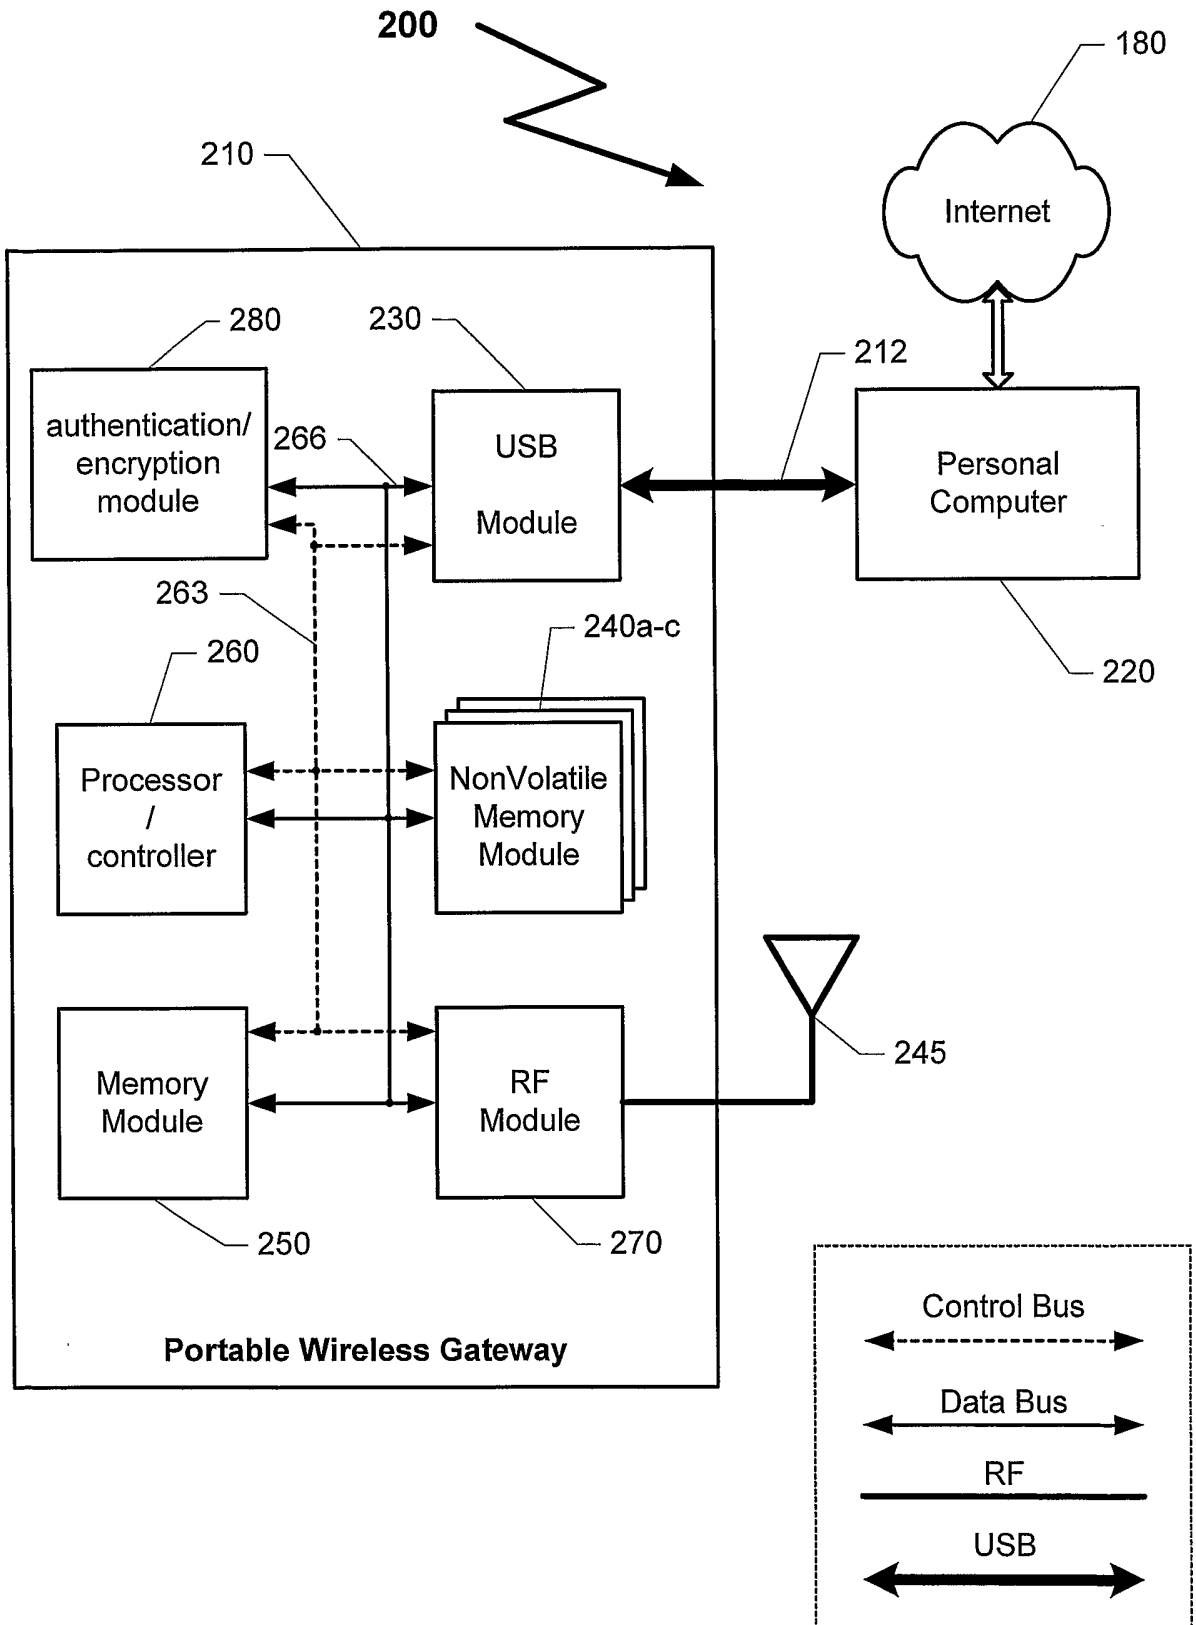 200
180
210
Internet
280
230
212
authentication/
encryption
module
266
USB
Module
Personal
Computer
263
260
240a-c
220
Processor
/
controller
NonVolatile
Memory
Module
245
Memory
Module
RF
Module
250
270
Portable Wireless Gateway
Control Bus
Data Bus
RF
USB